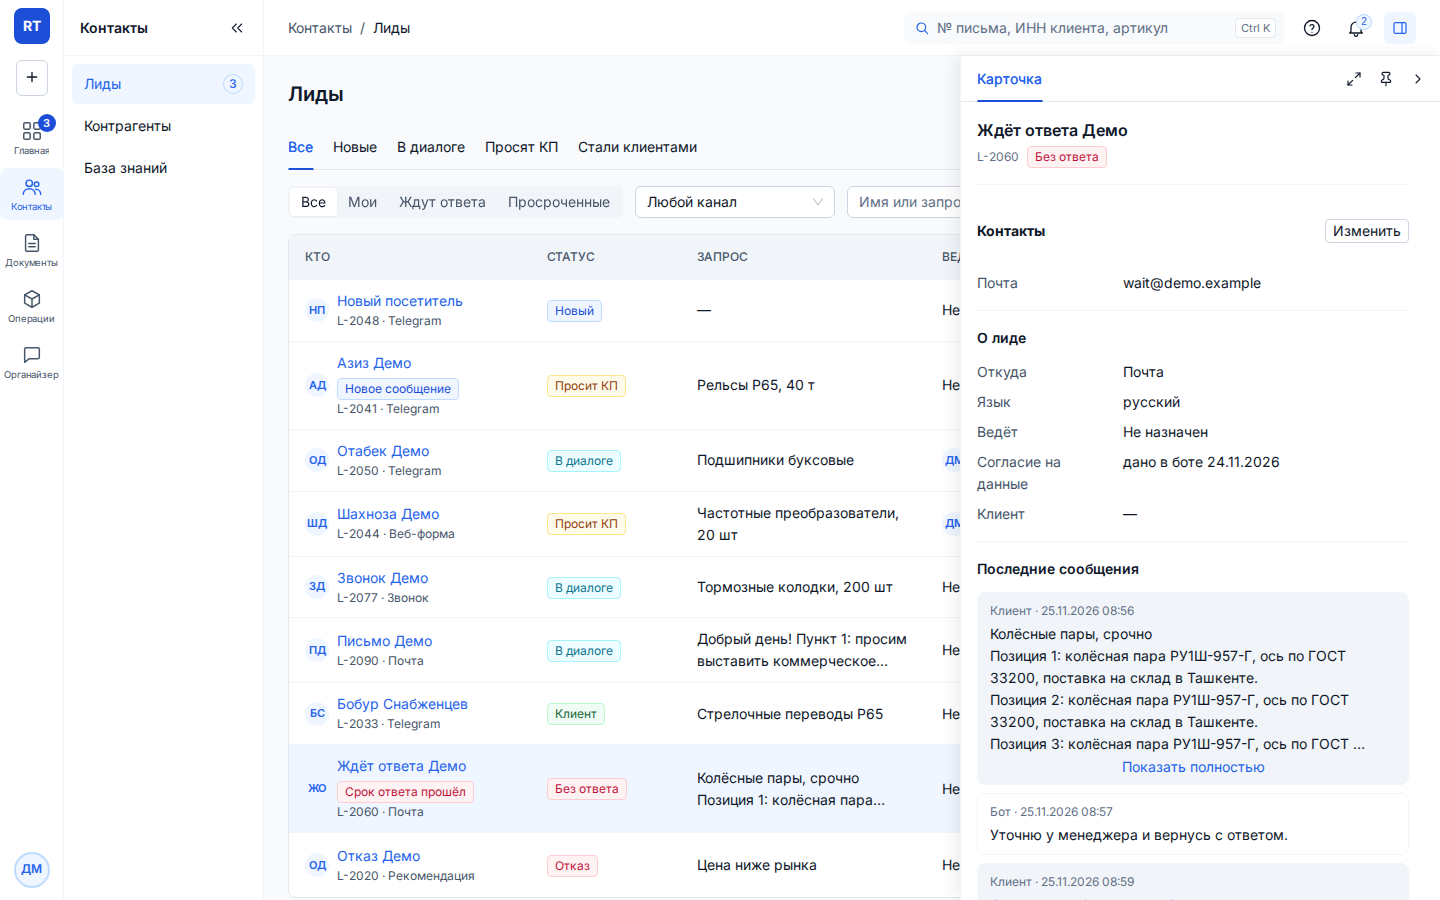 RT
Контакты
Контакты / Лиды
№ письма, ИНН клиента, артикул
Ctrl K
2
3
Главная
Контакты
Документы
Операции
Органайзер
ДМ
Лиды
3
Контрагенты
База знаний
Лиды
Все
Новые
В диалоге
Просят КП
Стали клиентами
Все
Мои
Ждут ответа
Просроченные
Любой канал
Имя или запро
КТО
СТАТУС
ЗАПРОС
НП
Новый посетитель
L-2048 · Telegram
Новый
—
Не
АД
Азиз Демо
Новое сообщение
L-2041 · Telegram
Просит КП
Рельсы Р65, 40 т
Не
ОД
Отабек Демо
L-2050 · Telegram
В диалоге
Подшипники буксовые
ДМ
ШД
Шахноза Демо
L-2044 · Веб-форма
Просит КП
Частотные преобразователи,
20 шт
ДМ
ЗД
Звонок Демо
L-2077 · Звонок
В диалоге
Тормозные колодки, 200 шт
Не
ПД
Письмо Демо
L-2090 · Почта
В диалоге
Добрый день! Пункт 1: просим
выставить коммерческое...
Не
БС
Бобур Снабженцев
L-2033 · Telegram
Клиент
Стрелочные переводы Р65
Не
ЖО
Ждёт ответа Демо
Срок ответа прошёл
L-2060 · Почта
Без ответа
Колёсные пары, срочно
Позиция 1: колёсная пара...
Не
ОД
Отказ Демо
L-2020 · Рекомендация
Отказ
Цена ниже рынка
Не
Карточка
Ждёт ответа Демо
L-2060
Без ответа
Контакты
Изменить
Почта
wait@demo.example
О лиде
Откуда
Почта
Язык
русский
Ведёт
Не назначен
Согласие на
данные
дано в боте 24.11.2026
Клиент
—
Последние сообщения
Клиент · 25.11.2026 08:56
Колёсные пары, срочно
Позиция 1: колёсная пара РУ1Ш-957-Г, ось по ГОСТ
33200, поставка на склад в Ташкенте.
Позиция 2: колёсная пара РУ1Ш-957-Г, ось по ГОСТ
33200, поставка на склад в Ташкенте.
Позиция 3: колёсная пара РУ1Ш-957-Г, ось по ГОСТ ...
Показать полностью
Бот · 25.11.2026 08:57
Уточню у менеджера и вернусь с ответом.
Клиент · 25.11.2026 08:59